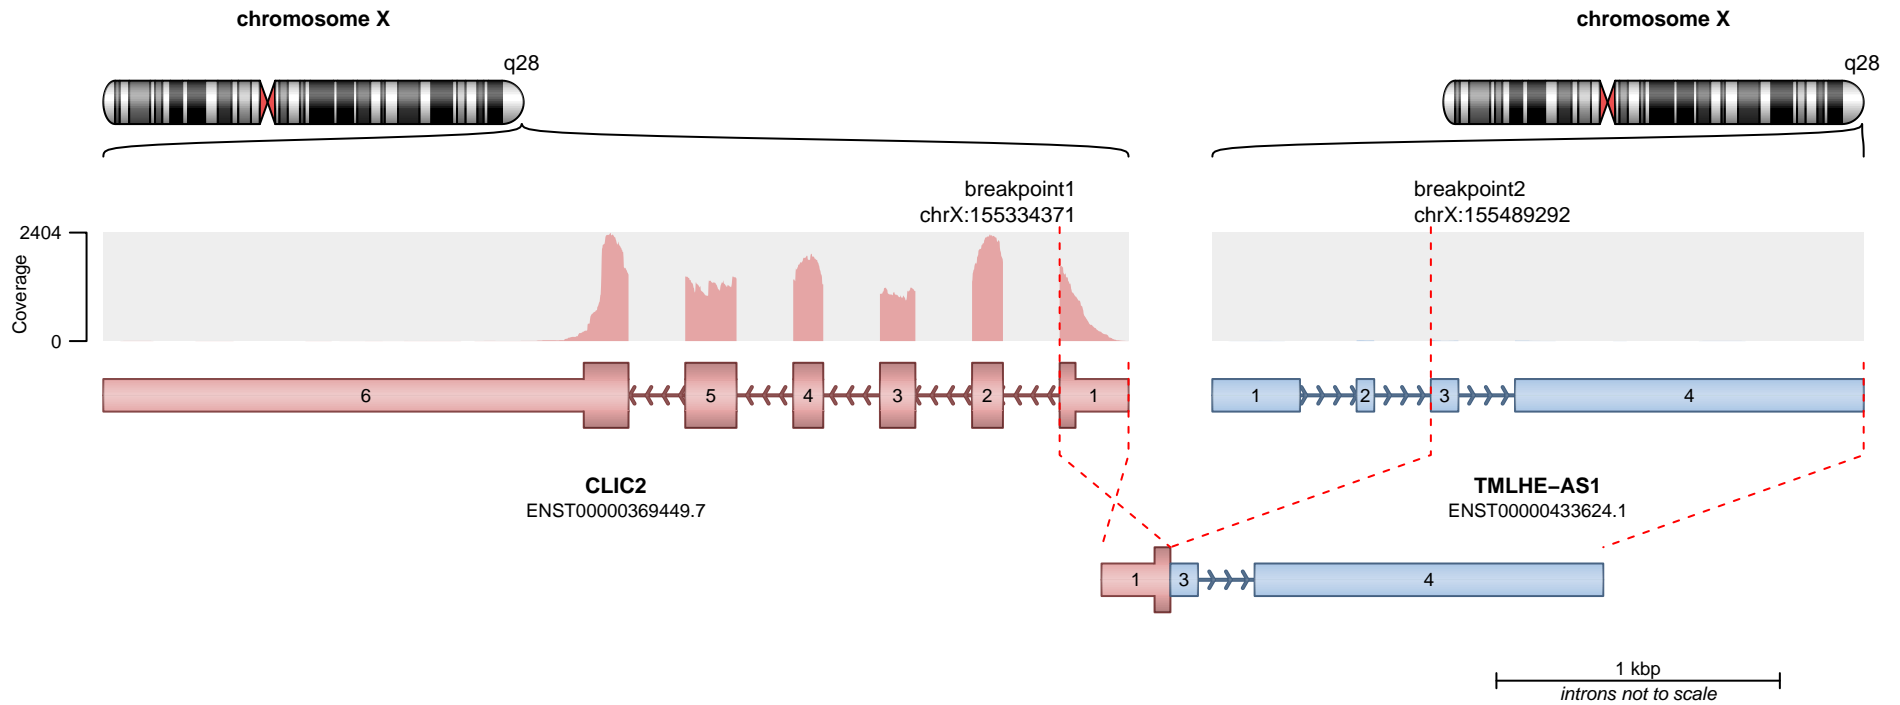 chromosome X
chromosome X
q28
q28
breakpoint1
chrX:155334371
breakpoint2
chrX:155489292
2404
Coverage
0
6
5
4
3
2
1
1
2
3
4
CLIC2
ENST00000369449.7
TMLHE−AS1
ENST00000433624.1
1
3
4
1 kbp
introns not to scale